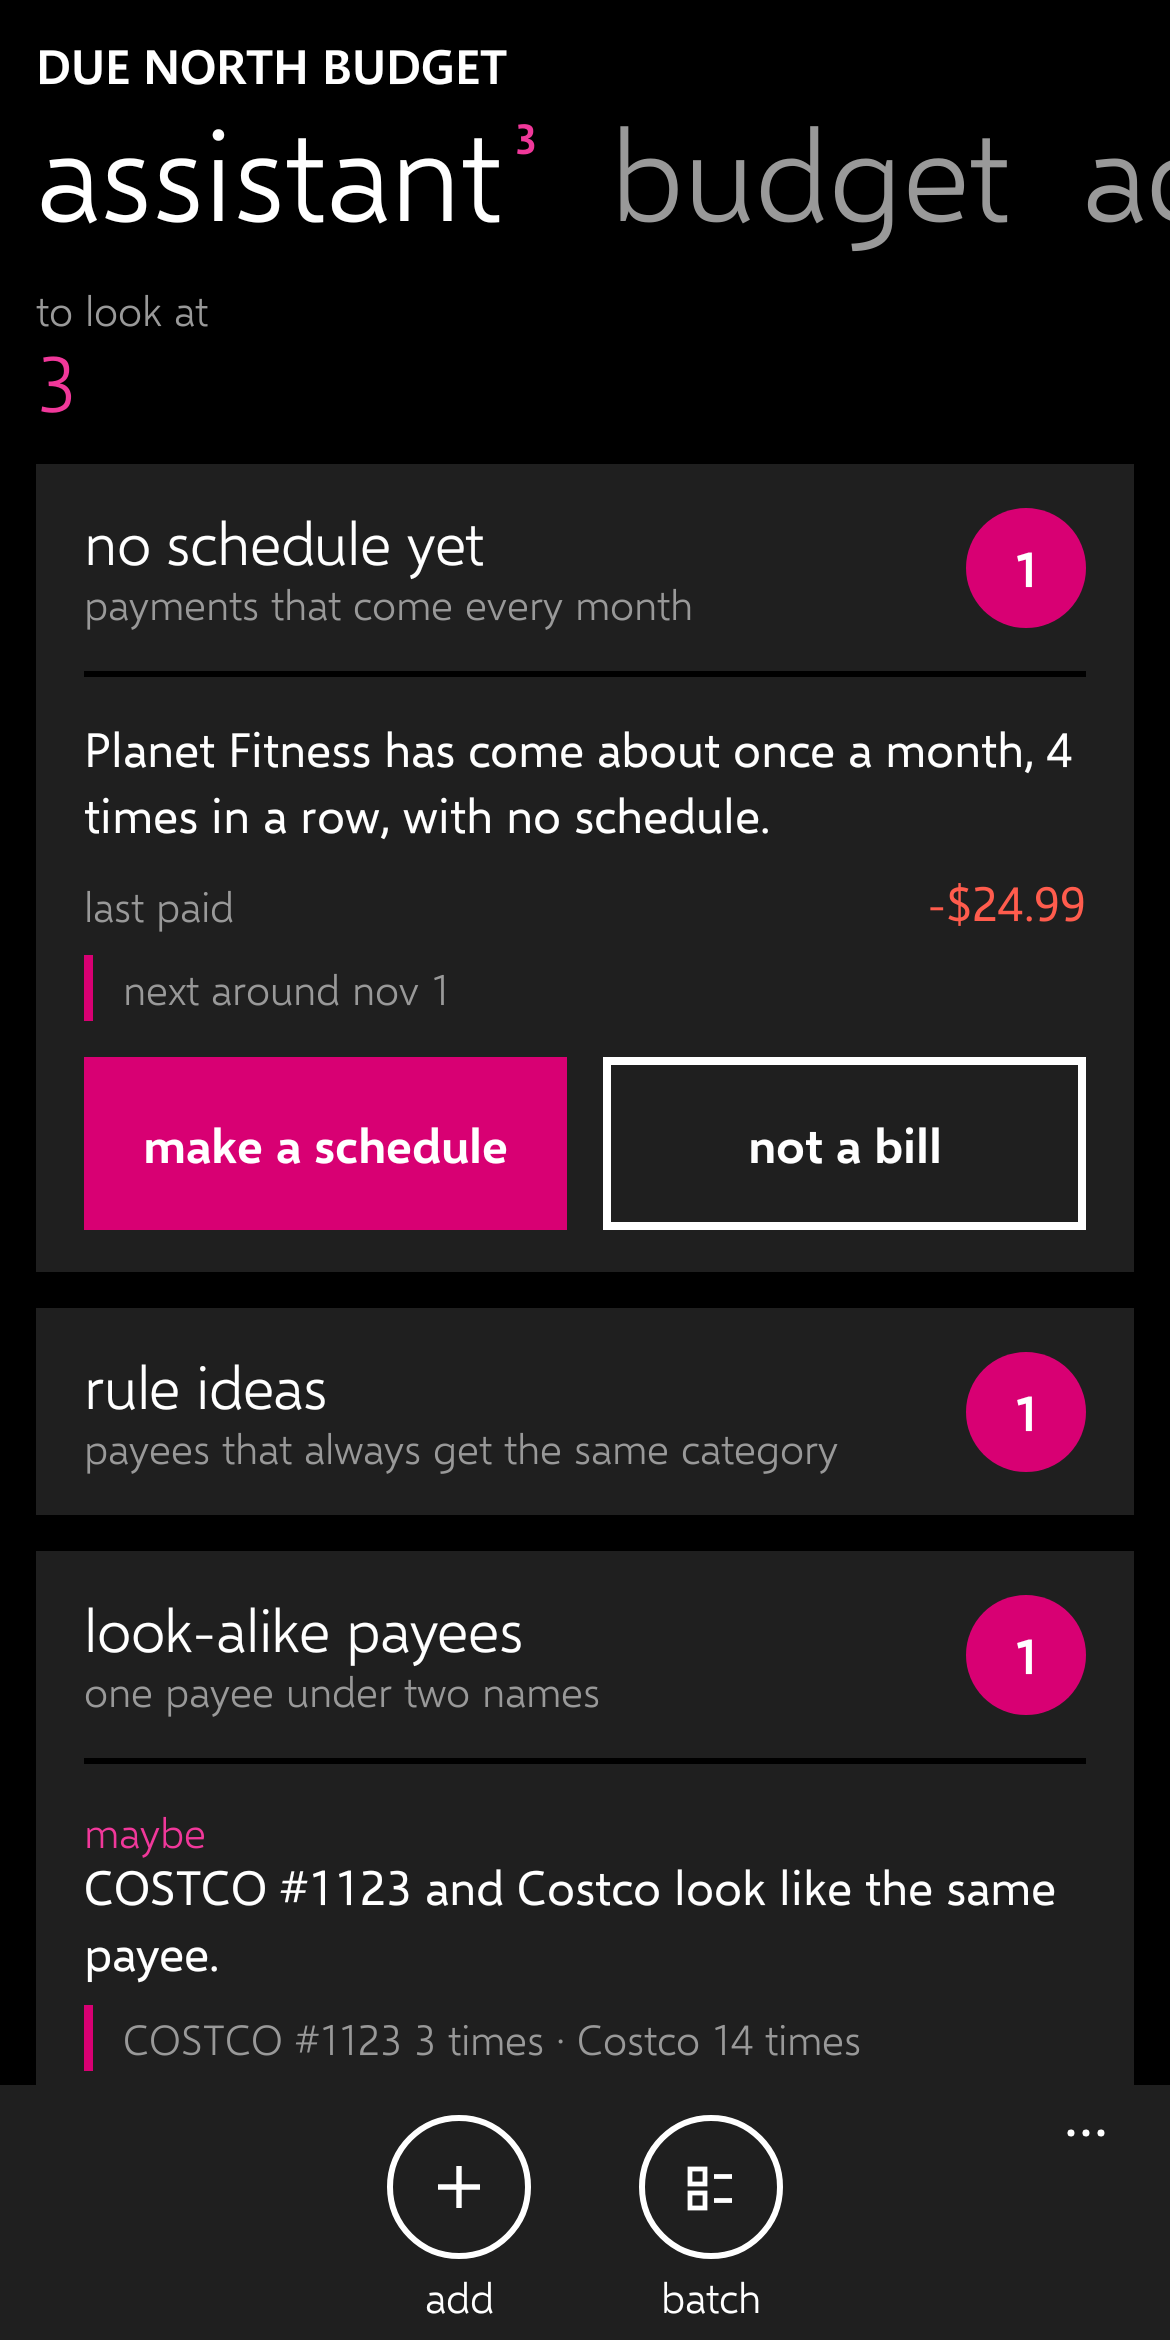 DUE NORTH BUDGET
assistant 3 budget ac
to look at
3
no schedule yet
payments that come every month
1
Planet Fitness has come about once a month, 4
times in a row, with no schedule.
last paid -$24.99
next around nov 1
make a schedule not a bill
rule ideas
payees that always get the same category
1
look-alike payees
one payee under two names
1
maybe
COSTCO #1123 and Costco look like the same
payee.
COSTCO #1123 3 times · Costco 14 times
...
add batch